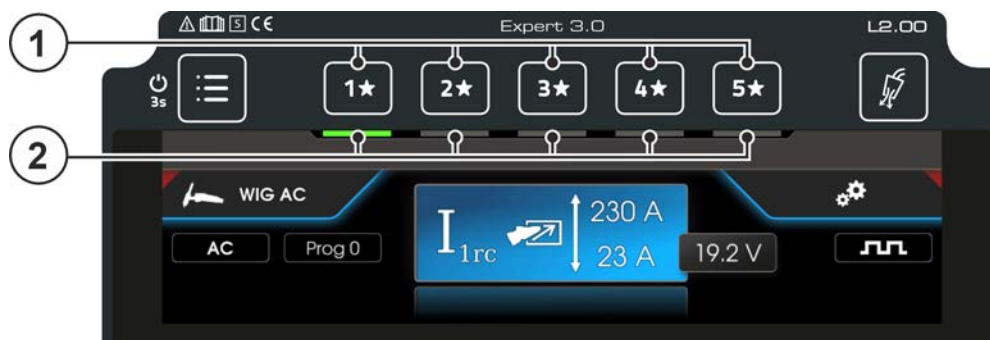 S CE Expert 3.0 L2.00
1
3s 1★ 2★ 3★ 4★ 5★
2
WIG AC
230 A
I1rc
AC Prog 0 23 A 19.2 V